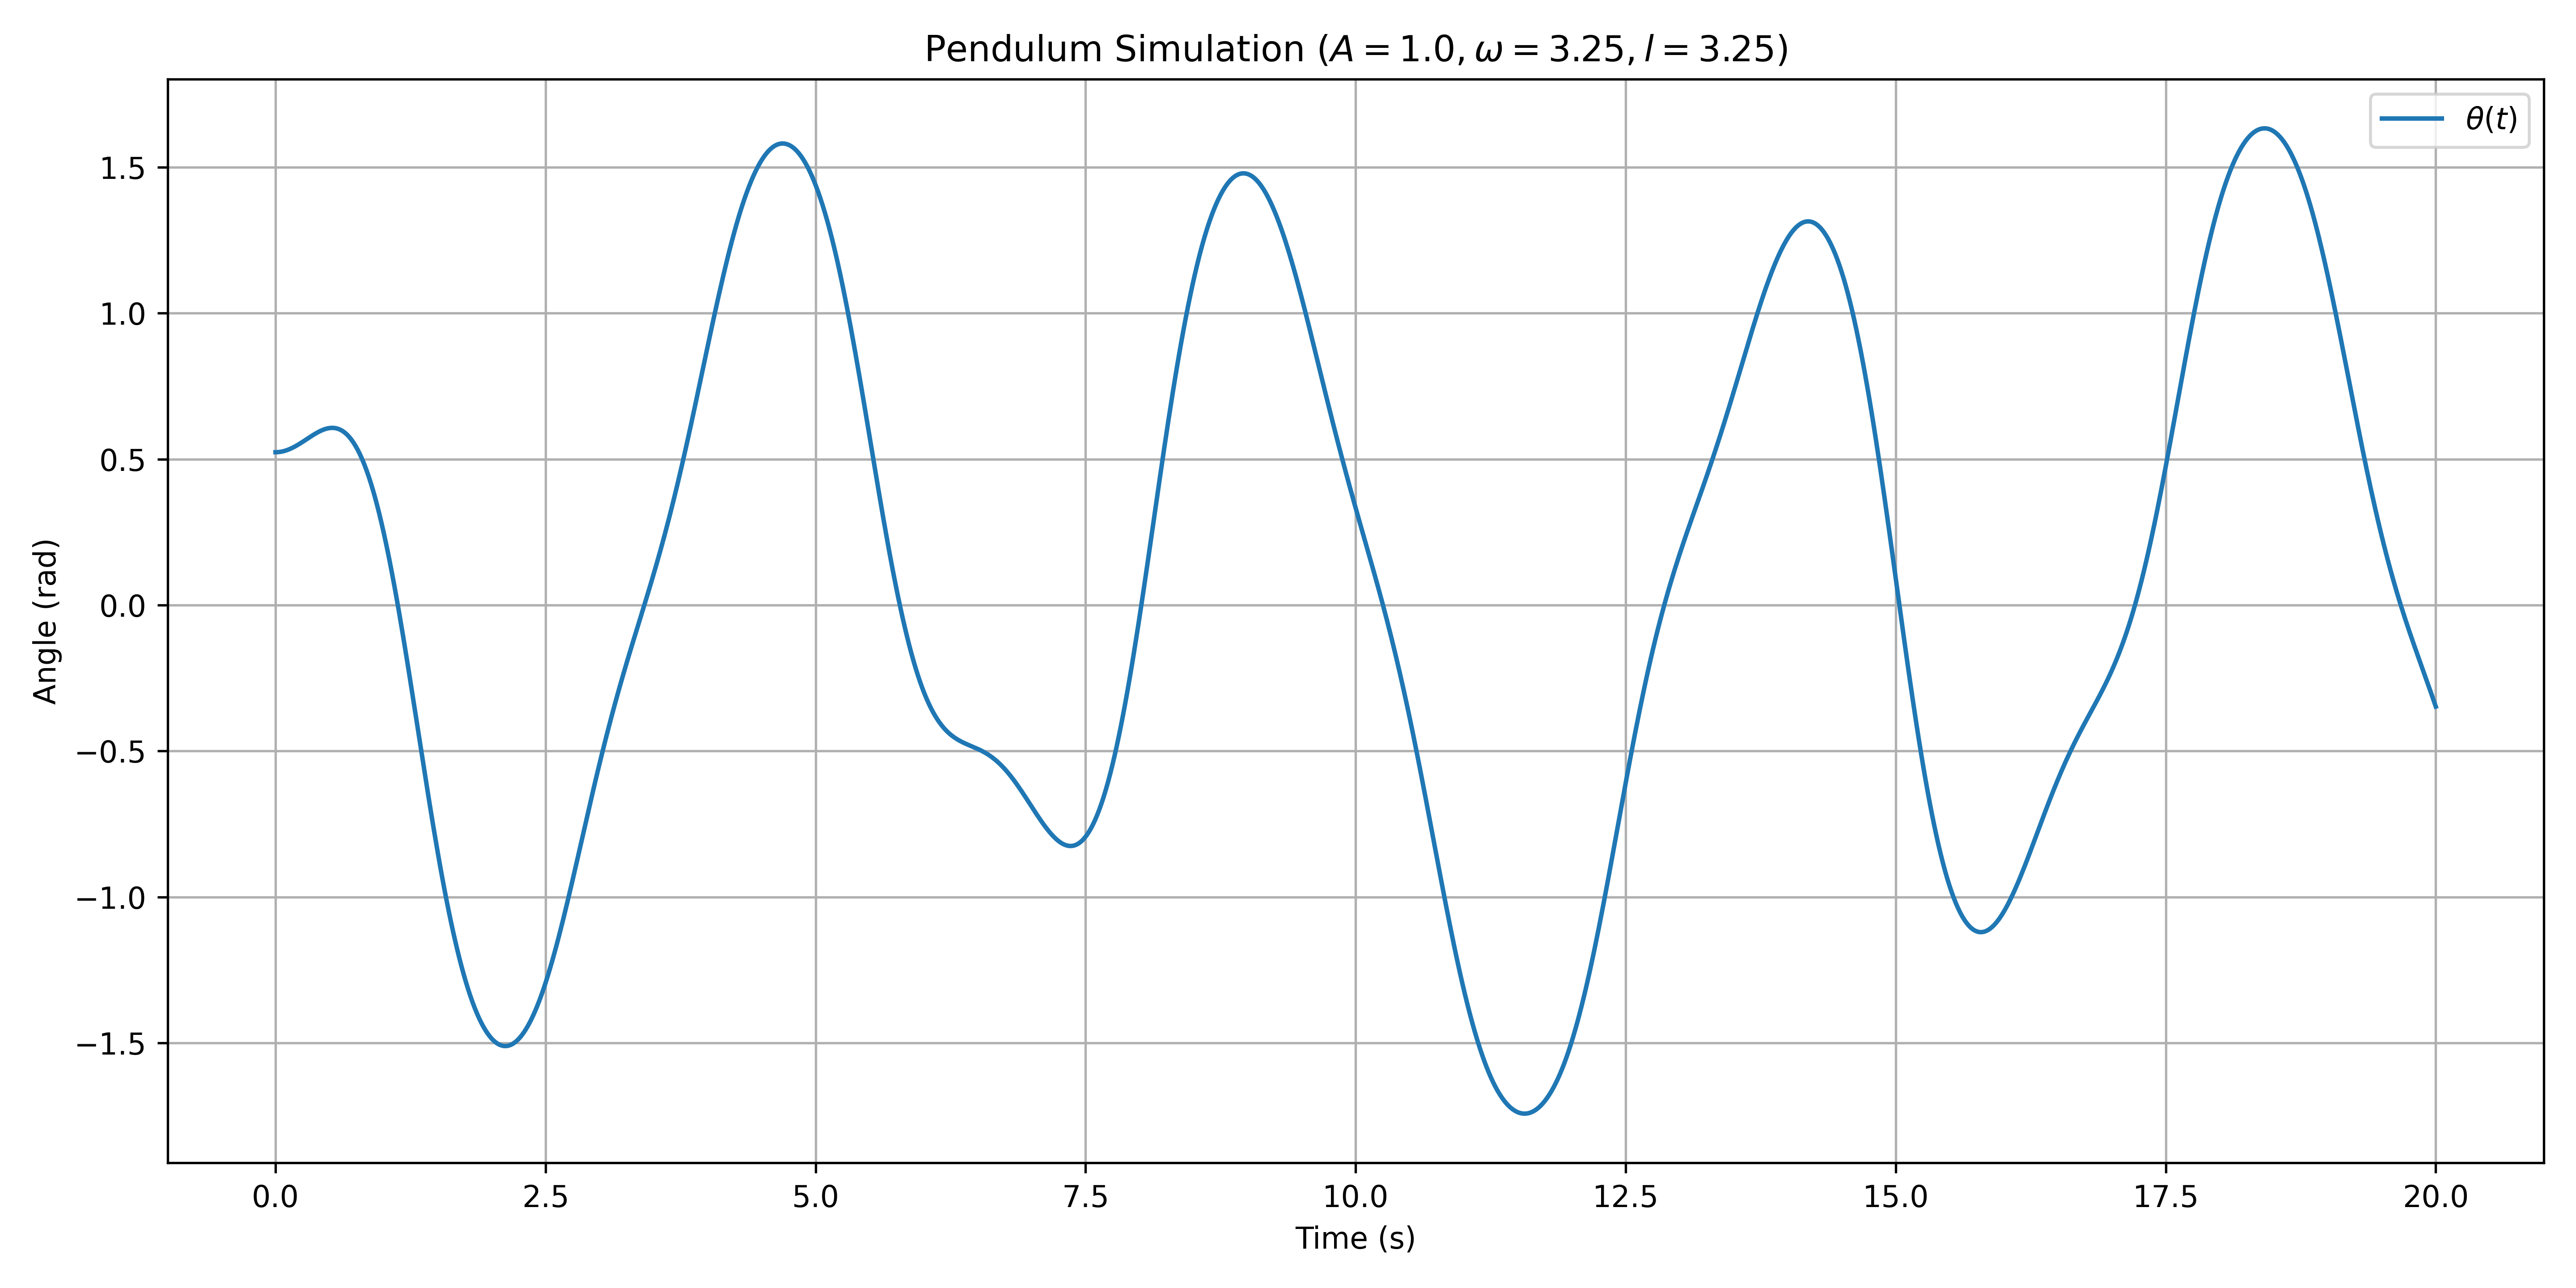 Pendulum Simulation (A = 1.0, ω = 3.25, l = 3.25)
θ(t)
1.5
1.0
0.5
0.0
−0.5
−1.0
−1.5
Angle (rad)
0.0 2.5 5.0 7.5 10.0 12.5 15.0 17.5 20.0
Time (s)